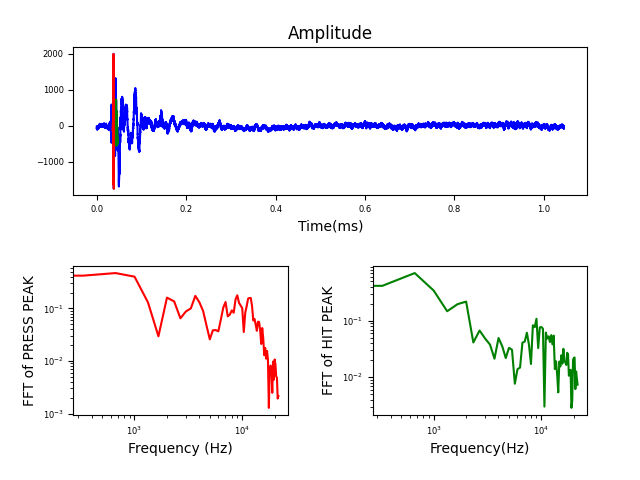 Amplitude
2000
1000
0
−1000
0.0 0.2 0.4 0.6 0.8 1.0
Time(ms)
FFT of PRESS PEAK
10⁻¹
10⁻²
10⁻³
10³ 10⁴
Frequency (Hz)
FFT of HIT PEAK
10⁻¹
10⁻²
10³ 10⁴
Frequency(Hz)